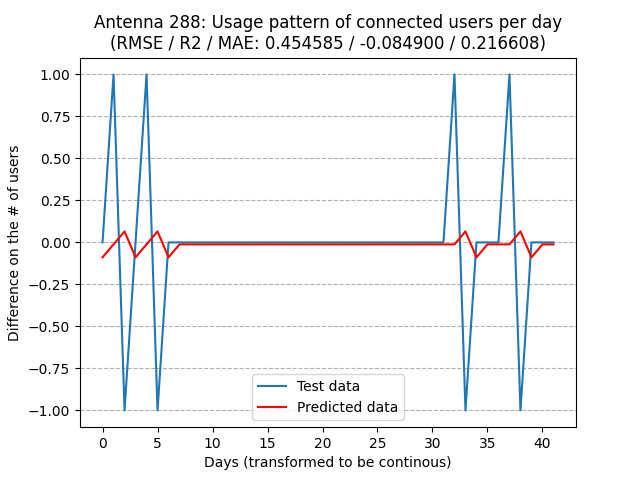 Antenna 288: Usage pattern of connected users per day
(RMSE / R2 / MAE: 0.454585 / -0.084900 / 0.216608)
Difference on the # of users
1.00
0.75
0.50
0.25
0.00
−0.25
−0.50
−0.75
−1.00
Test data
Predicted data
0 5 10 15 20 25 30 35 40
Days (transformed to be continous)